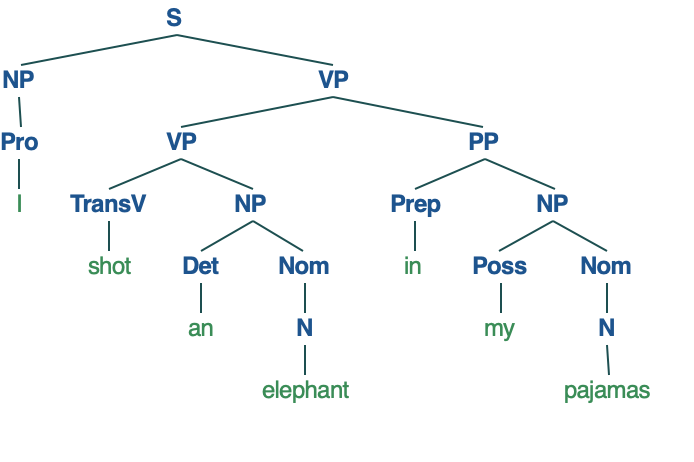 S
NP VP
Pro VP PP
I TransV NP Prep NP
shot Det Nom in Poss Nom
an N my N
elephant pajamas